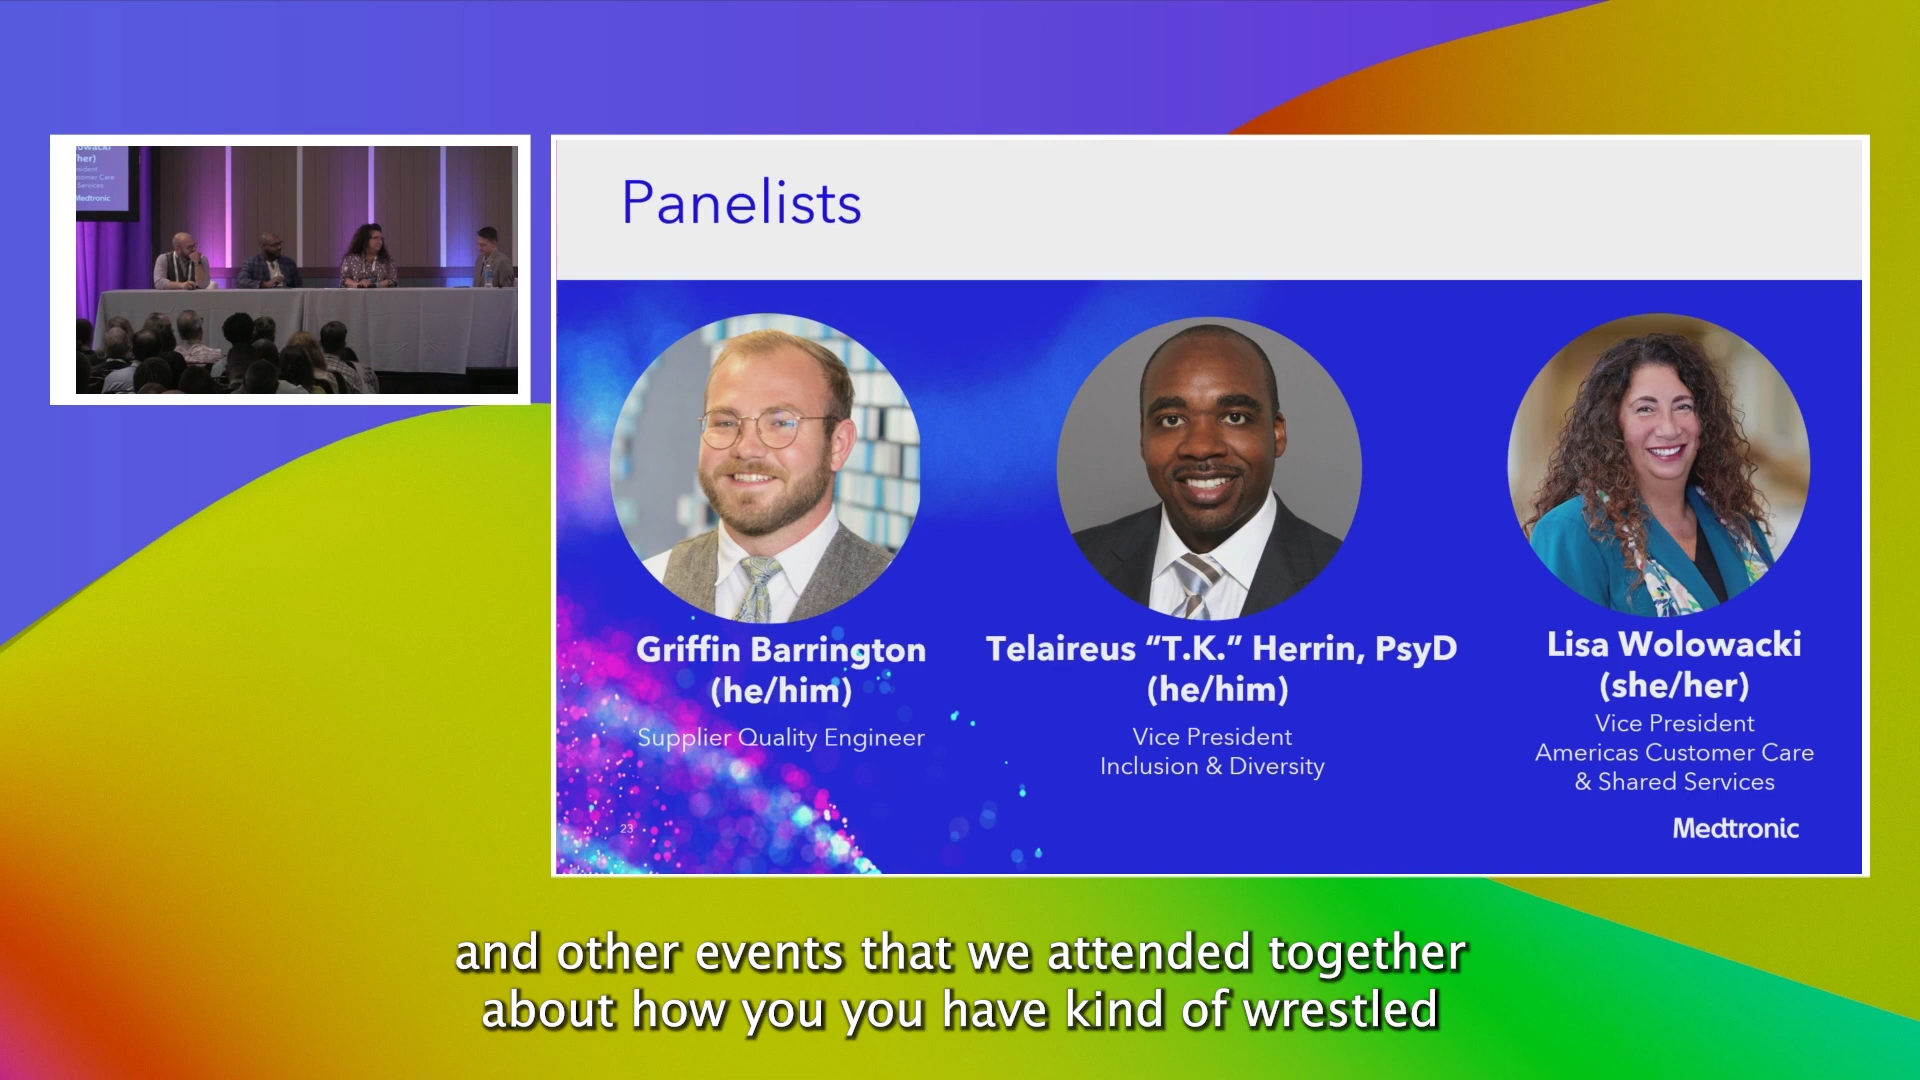 her)
Medtronic
Panelists
Griffin Barrington
(he/him)
Supplier Quality Engineer
Telaireus “T.K.” Herrin, PsyD
(he/him)
Vice President
Inclusion & Diversity
Lisa Wolowacki
(she/her)
Vice President
Americas Customer Care
& Shared Services
23
Medtronic
and other events that we attended together
about how you you have kind of wrestled